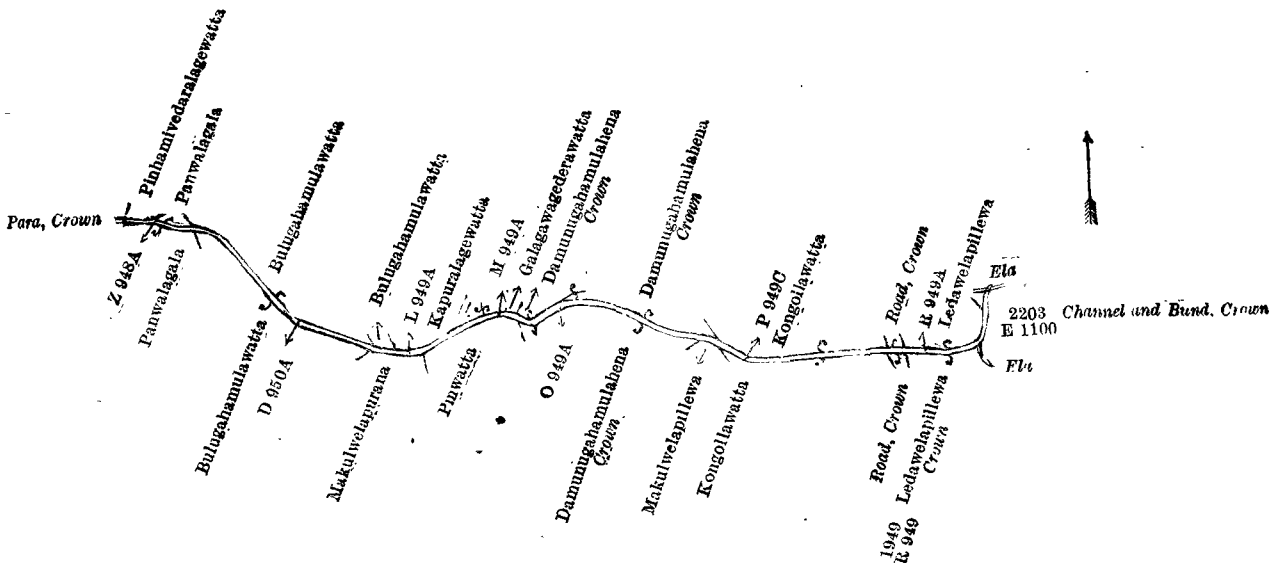 Para, Crown
Pinhamivedaralagewatta
Panwalagala
Bulugahamulawatta
Bulugahamulawatta
L 949A
Kapuralagewatta
M 949A
Galagawagederawatta
Damunugahamulahena
Crown
Damunugahamulahena
Crown
P 949C
Kongollawatta
Road, Crown
R 949A
Ledawelapillewa
Ela
2203 Channel and Bund, Crown
E 1100
Ela
Z 948A
Panwalagala
Bulugahamulawatta
D 950A
Makulwelapurana
Pinwatta
O 949A
Damunugahamulahena
Crown
Makulwelapillewa
Kongollawatta
Road, Crown
Ledawelapillewa
Crown
1949
R 949